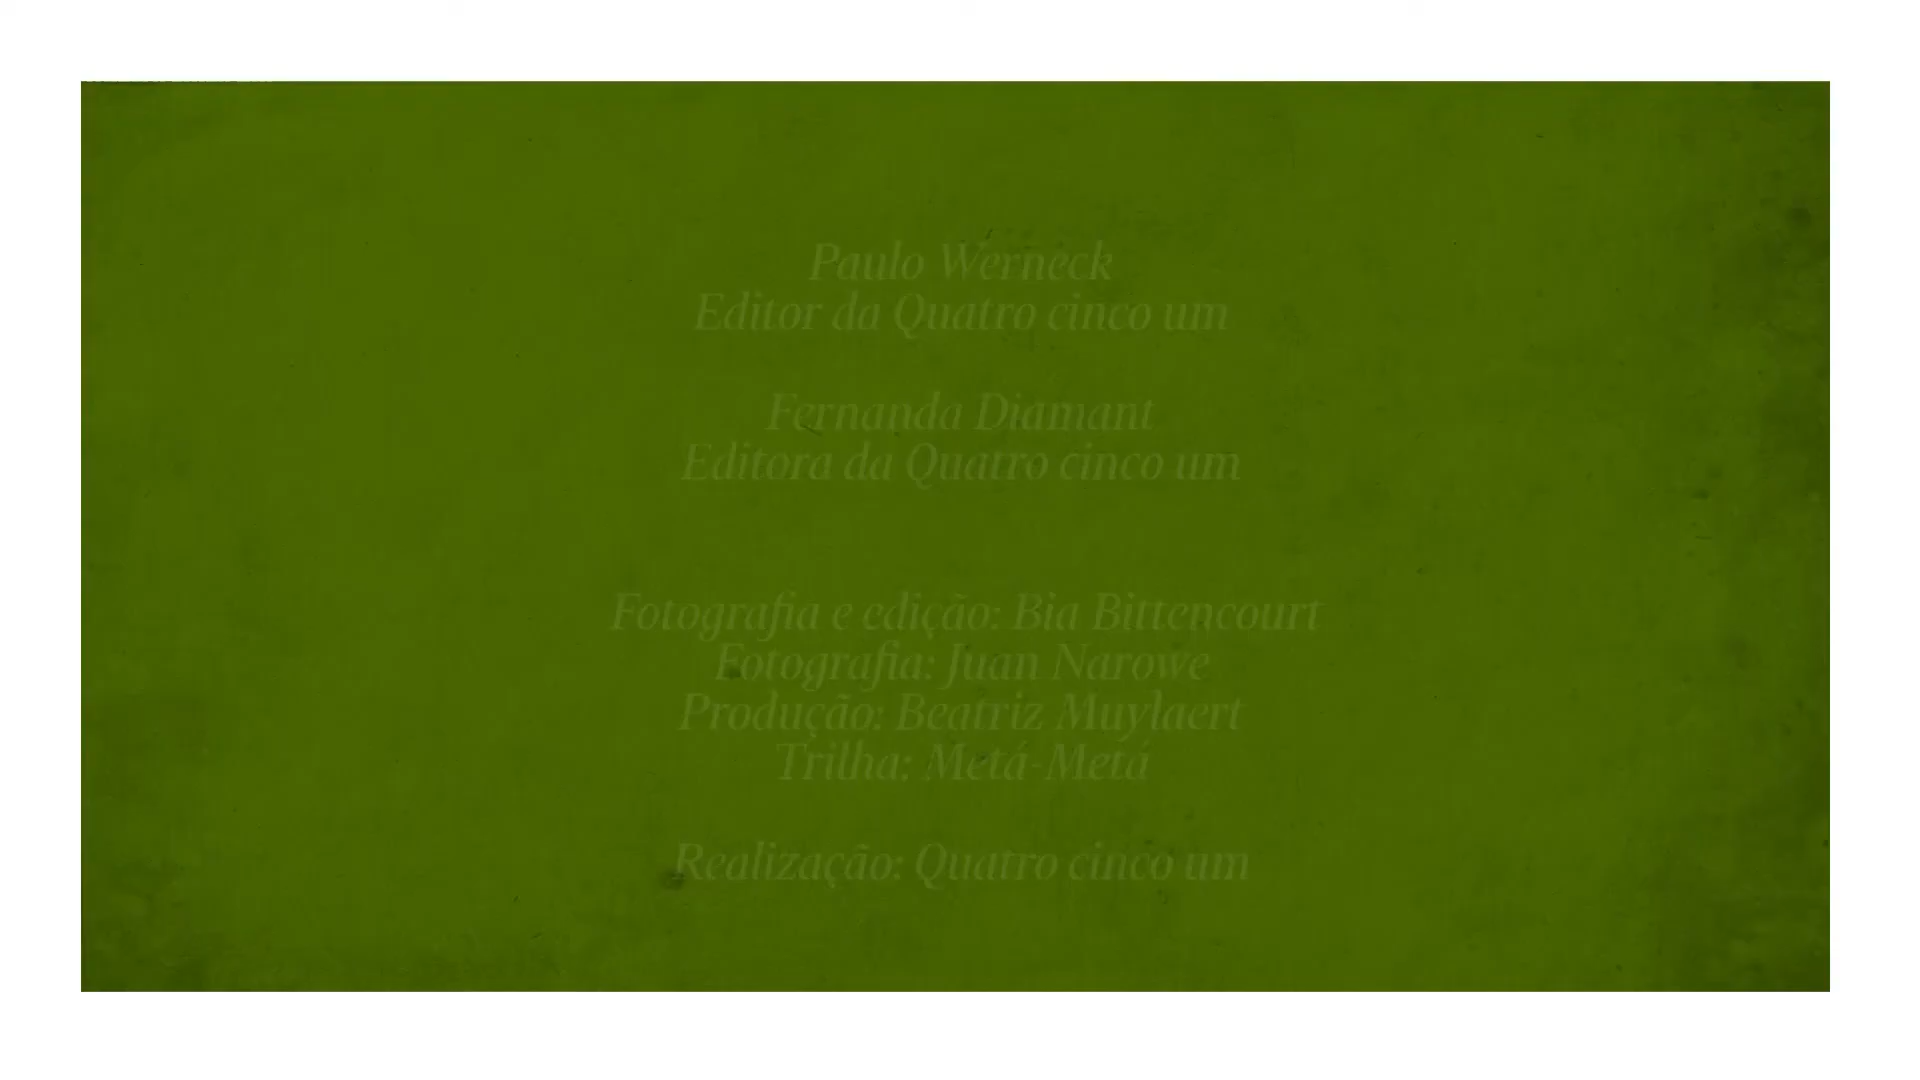 Paulo Werneck
Editor da Quatro cinco um
Fernanda Diamant
Editora da Quatro cinco um
Fotografia e edição: Bia Bittencourt
Fotografia: Juan Narowe
Produção: Beatriz Muylaert
Trilha: Metá-Metá
Realização: Quatro cinco um